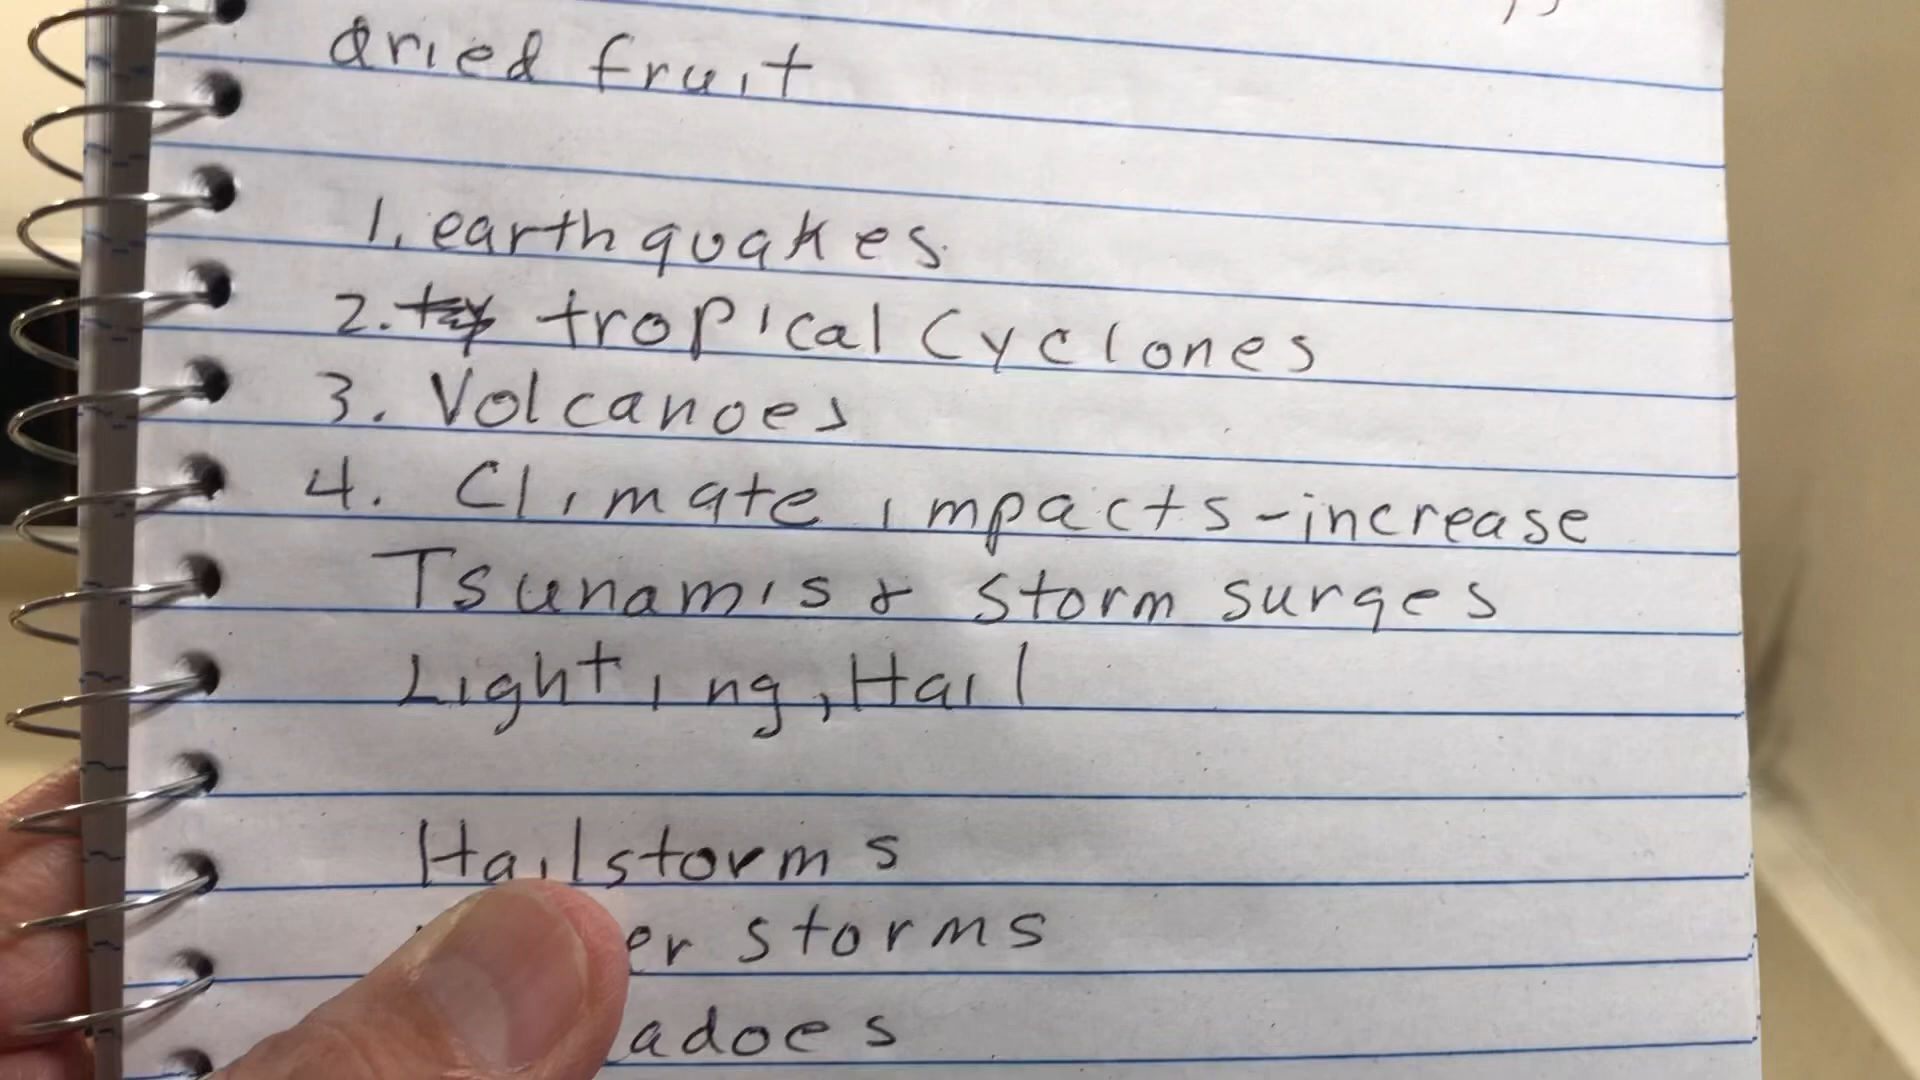 dried fruit
1. earthquakes.
2. tropical Cyclones
3. Volcanoes
4. Climate impacts-increase
Tsunamis & storm surges
Lighting, Hail
Hailstorms
er storms
adoes